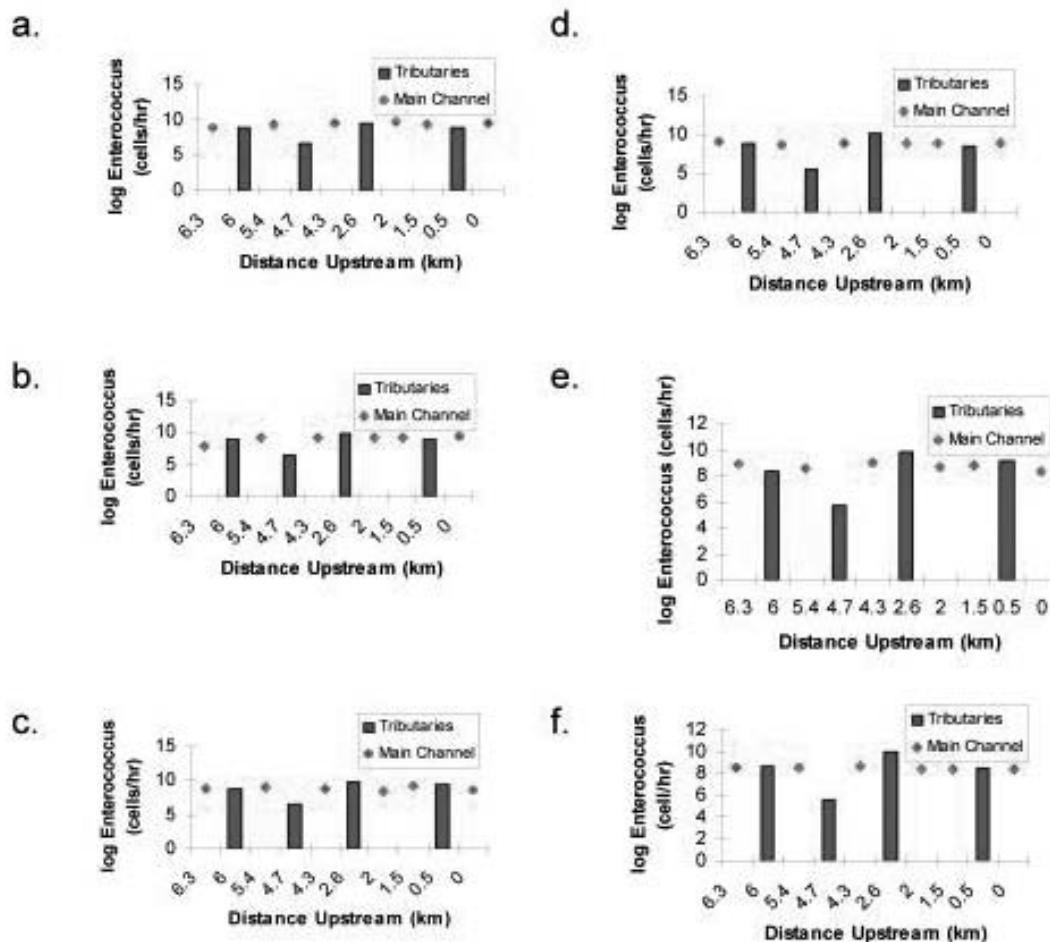 a.
log Enterococcus
(cells/hr)
15
10
5
0
Tributaries
Main Channel
6.3 6 5.4 4.7 4.3 2.6 2 1.5 0.5 0
Distance Upstream (km)
b.
log Enterococcus
(cells/hr)
15
10
5
0
Tributaries
Main Channel
6.3 6 5.4 4.7 4.3 2.6 2 1.5 0.5 0
Distance Upstream (km)
c.
log Enterococcus
(cells/hr)
15
10
5
0
Tributaries
Main Channel
6.3 6 5.4 4.7 4.3 2.6 2 1.5 0.5 0
Distance Upstream (km)
d.
log Enterococcus
(cells/hr)
15
10
5
0
Tributaries
Main Channel
6.3 6 5.4 4.7 4.3 2.6 2 1.5 0.5 0
Distance Upstream (km)
e.
log Enterococcus (cells/hr)
12
10
8
6
4
2
0
Tributaries
Main Channel
6.3 6 5.4 4.7 4.3 2.6 2 1.5 0.5 0
Distance Upstream (km)
f.
log Enterococcus
(cell/hr)
12
10
8
6
4
2
0
Tributaries
Main Channel
6.3 6 5.4 4.7 4.3 2.6 2 1.5 0.5 0
Distance Upstream (km)